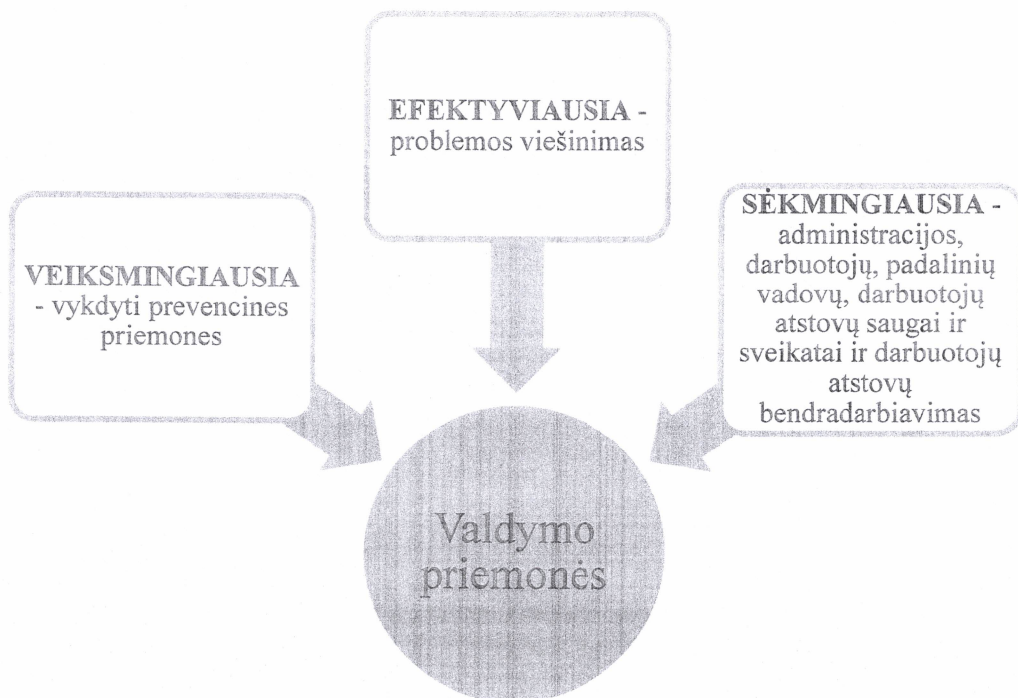 EFEKTYVIAUSIA -
problemos viešinimas
VEIKSMINGIAUSIA
- vykdyti prevencines
priemones
SĖKMINGIAUSIA -
administracijos,
darbuotojų, padalinių
vadovų, darbuotojų
atstovų saugai ir
sveikatai ir darbuotojų
atstovų
bendradarbiavimas
Valdymo
priemonės